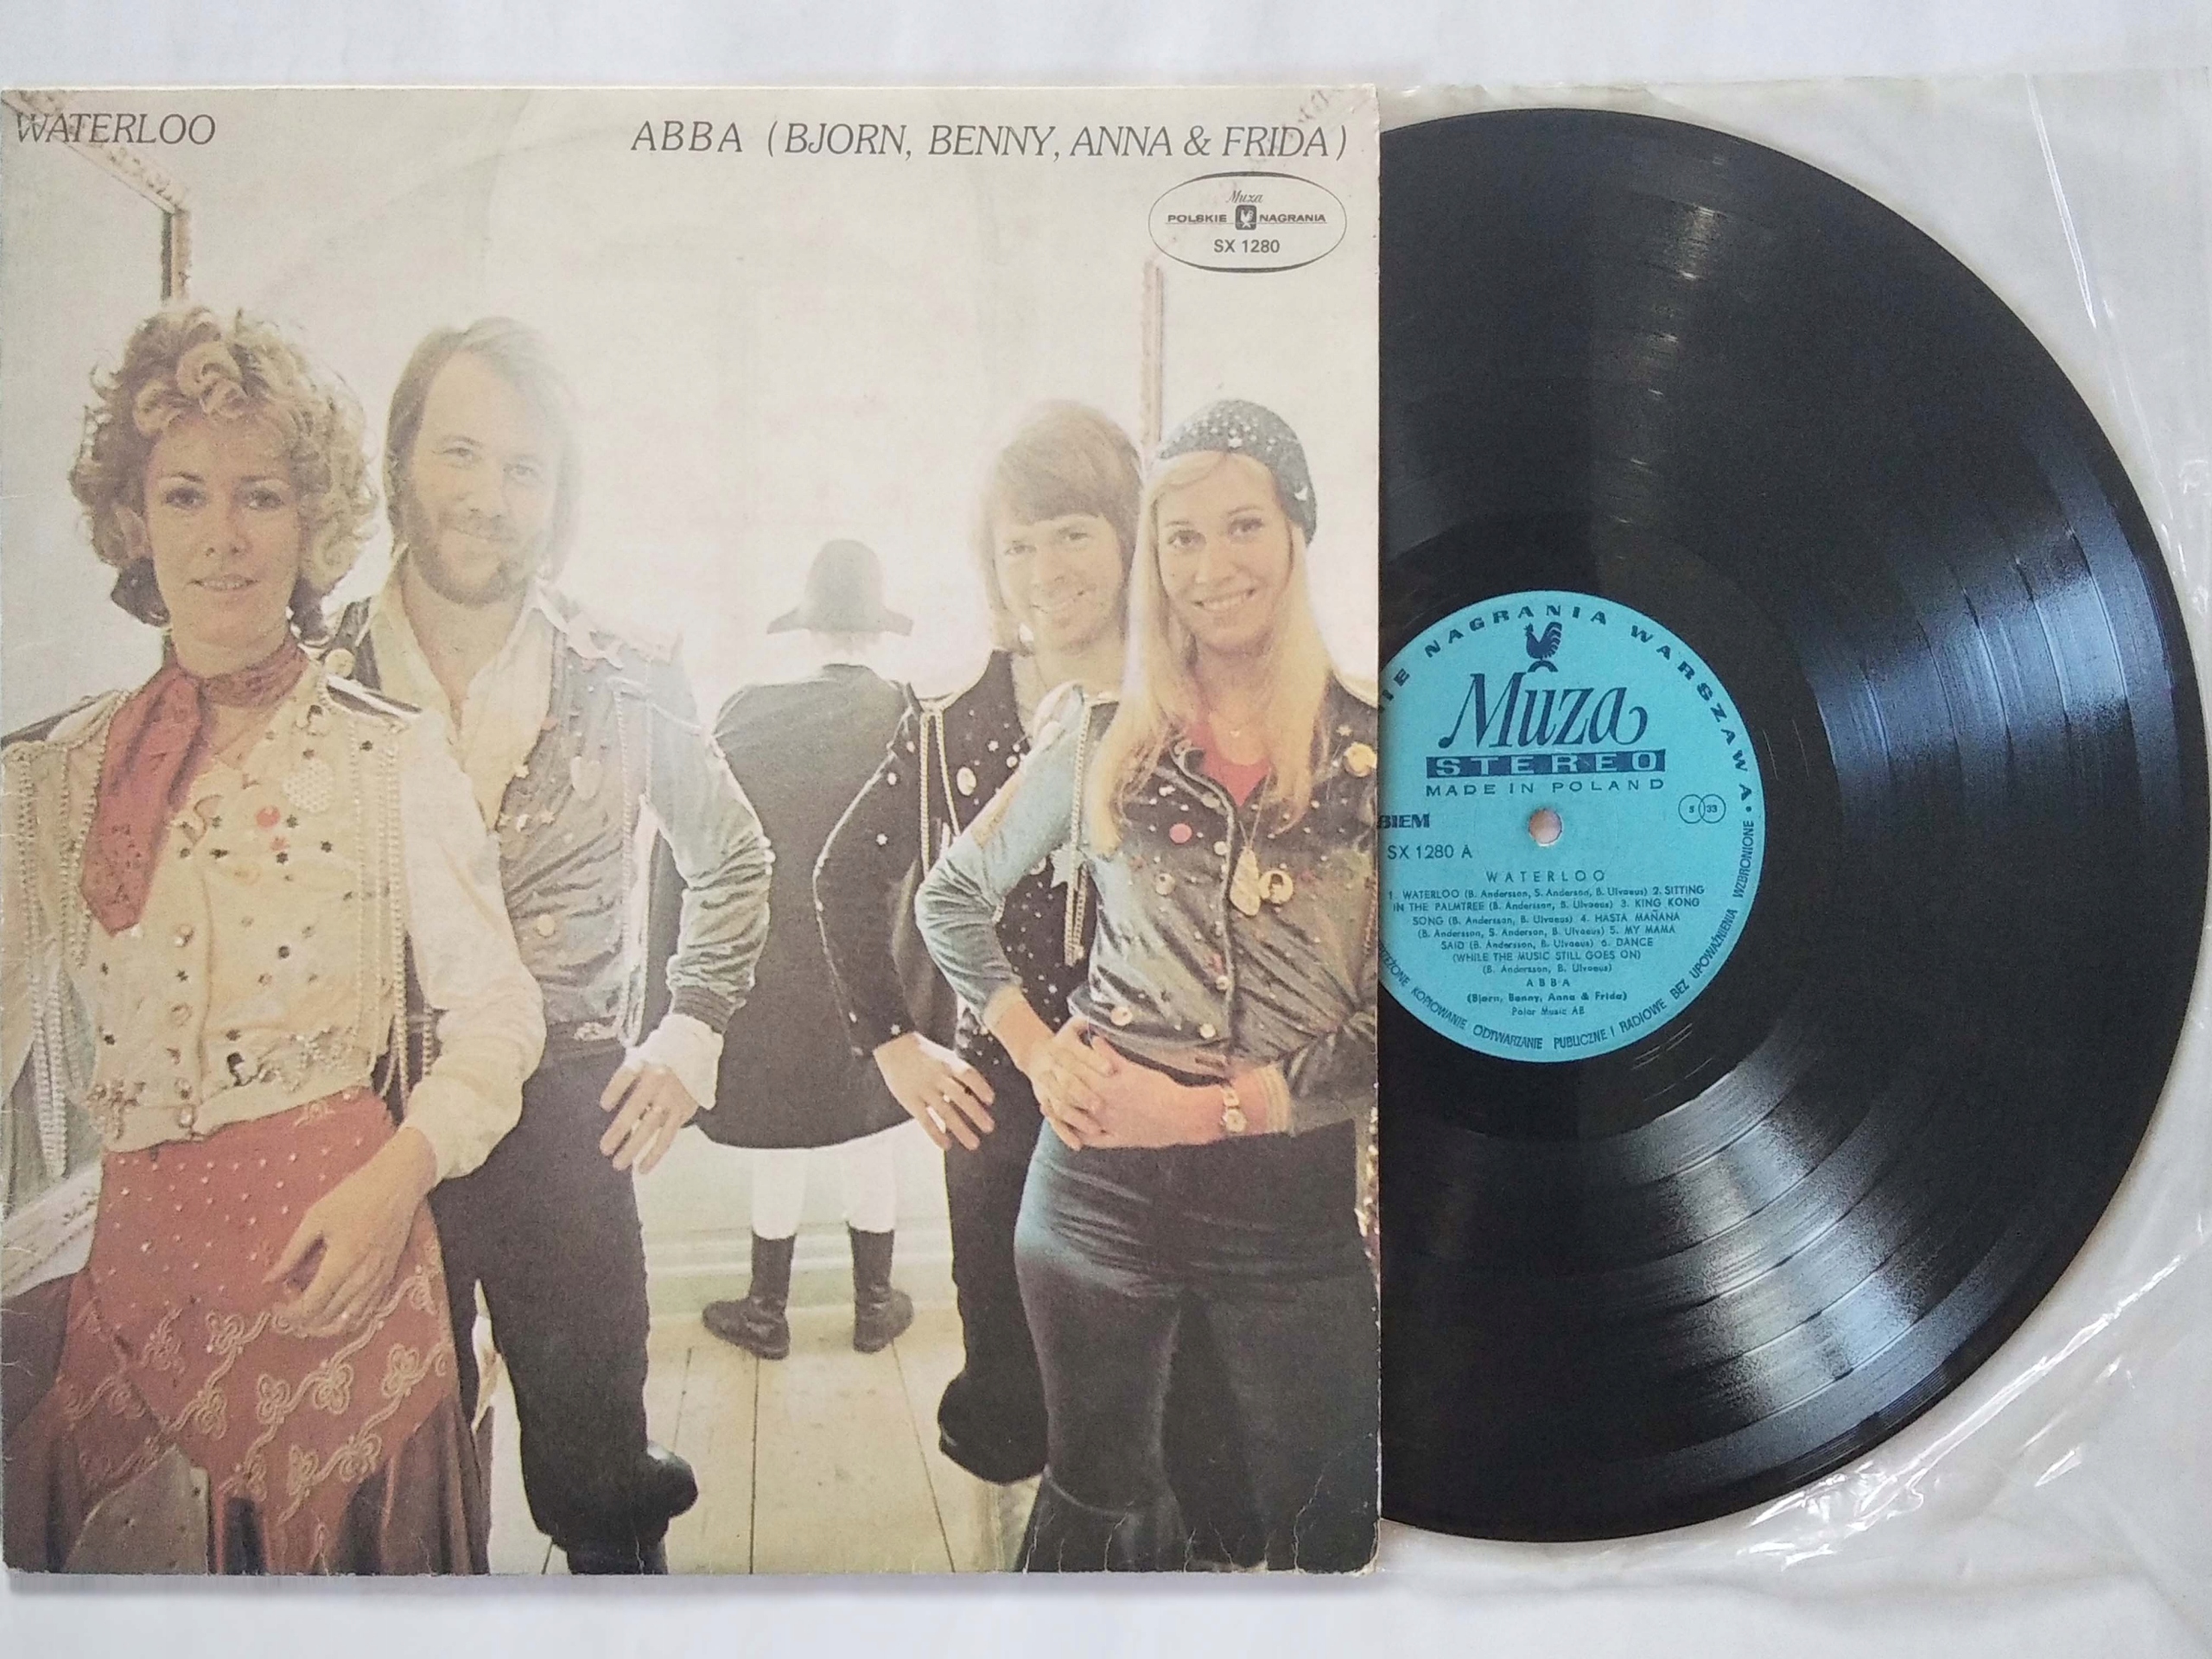 WATERLOO
ABBA (BJORN, BENNY, ANNA & FRIDA)
Muza
POLSKIE NAGRANIA
SX 1280
IE NAGRANIA WARSZAWA •
Muza
STEREO
MADE IN POLAND
BIEM
S 33
SX 1280 A
WATERLOO
1. WATERLOO (B. Andersson, S. Anderson, B. Ulvaeus) 2. SITTING
IN THE PALMTREE (B. Andersson, B. Ulvaeus) 3. KING KONG
SONG (B. Andersson, B. Ulvaeus) 4. HASTA MAÑANA
(B. Andersson, S. Anderson, B. Ulvaeus) 5. MY MAMA
SAID (B. Andersson, B. Ulvaeus) 6. DANCE
(WHILE THE MUSIC STILL GOES ON)
(B. Andersson, B. Ulvaeus)
ABBA
(Bjorn, Benny, Anna & Frida)
Polar Music AB
TEŻONE KOPIOWANIE ODTWARZANIE PUBLICZNE I RADIOWE BEZ UPOWAŻNIENIA WZBRONIONE